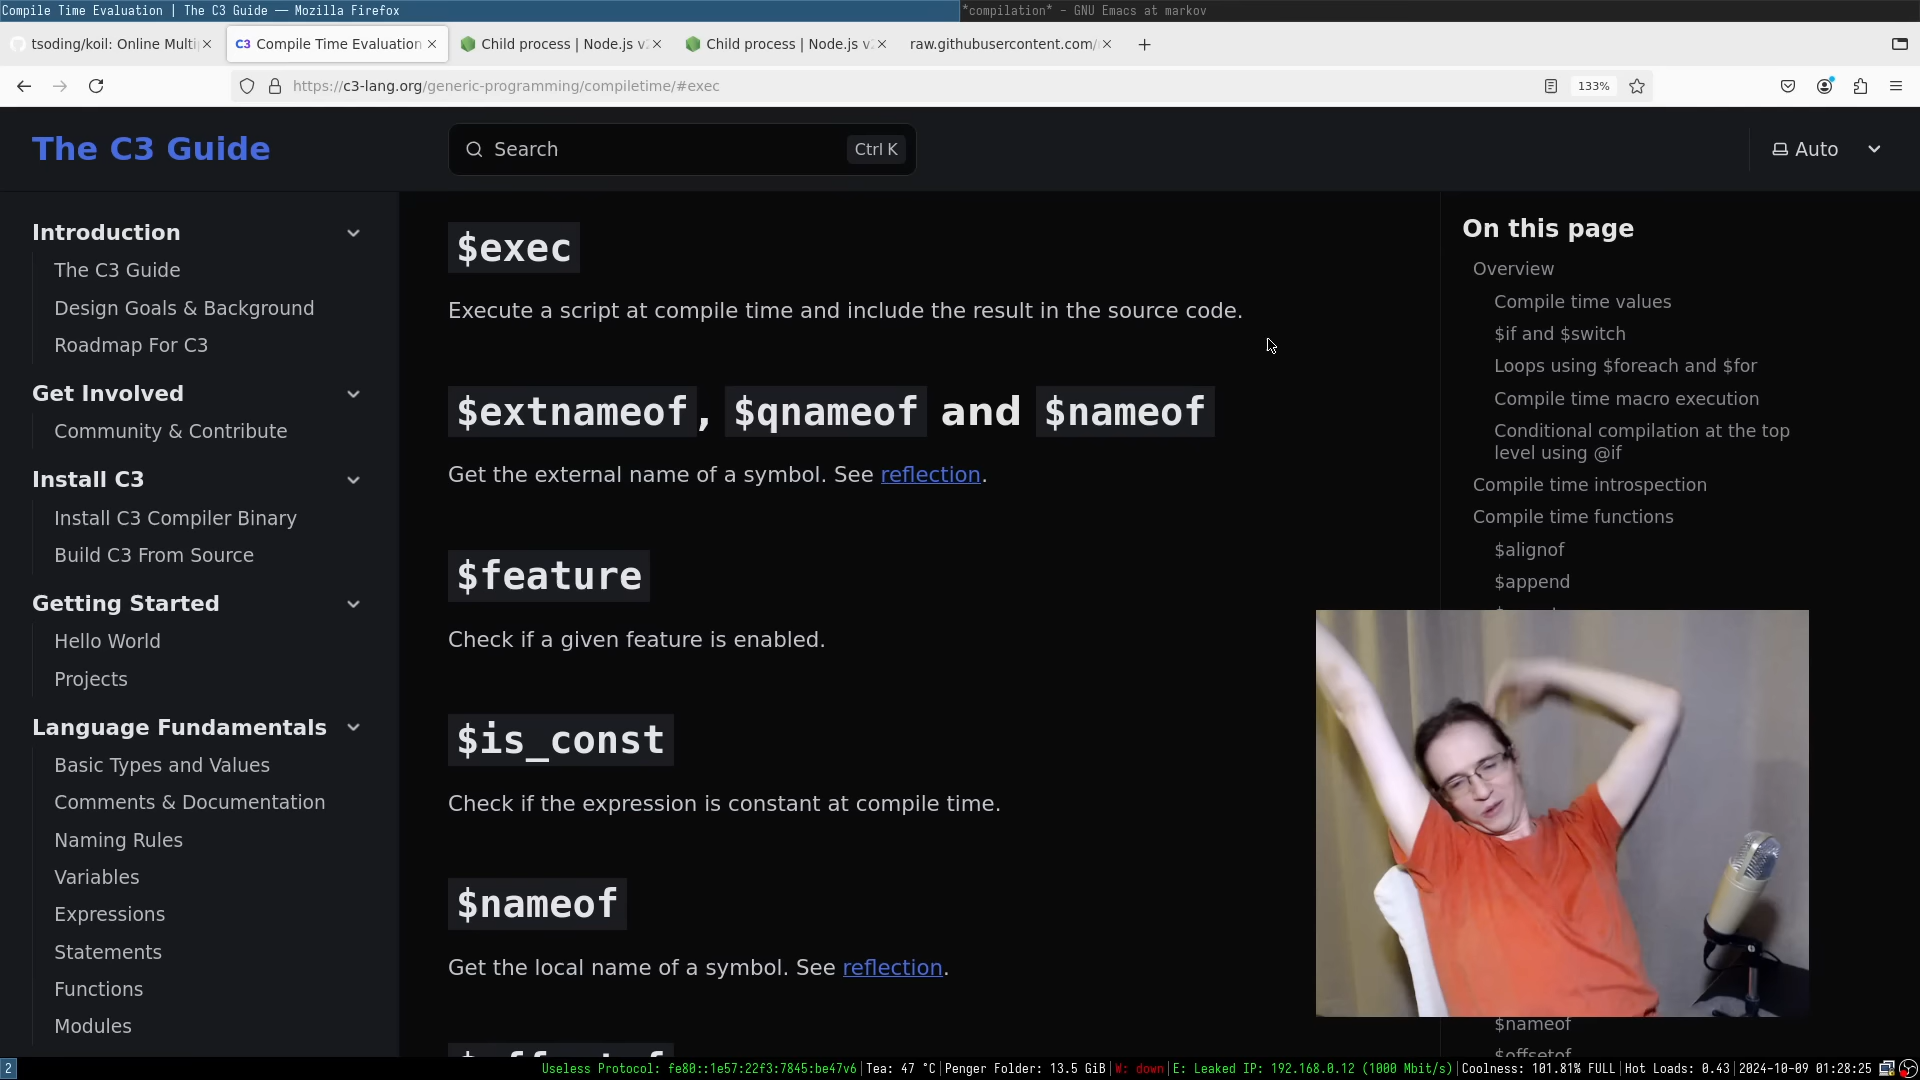 Compile Time Evaluation | The C3 Guide — Mozilla Firefox
*compilation* - GNU Emacs at markov
tsoding/koil: Online Multi
Compile Time Evaluation
Child process | Node.js v
Child process | Node.js v
raw.githubusercontent.com/
https://c3-lang.org/generic-programming/compiletime/#exec
133%
The C3 Guide
Search
Ctrl K
Auto
Introduction
The C3 Guide
Design Goals & Background
Roadmap For C3
Get Involved
Community & Contribute
Install C3
Install C3 Compiler Binary
Build C3 From Source
Getting Started
Hello World
Projects
Language Fundamentals
Basic Types and Values
Comments & Documentation
Naming Rules
Variables
Expressions
Statements
Functions
Modules
$exec
Execute a script at compile time and include the result in the source code.
$extnameof, $qnameof and $nameof
Get the external name of a symbol. See reflection.
$feature
Check if a given feature is enabled.
$is_const
Check if the expression is constant at compile time.
$nameof
Get the local name of a symbol. See reflection.
On this page
Overview
Compile time values
$if and $switch
Loops using $foreach and $for
Compile time macro execution
Conditional compilation at the top
level using @if
Compile time introspection
Compile time functions
$alignof
$append
$nameof
$offsetof
2
Useless Protocol: fe80::1e57:22f3:7845:be47v6|Tea: 47 °C|Penger Folder: 13.5 GiB|W: down|E: Leaked IP: 192.168.0.12 (1000 Mbit/s)|Coolness: 101.81% FULL|Hot Loads: 0.43|2024-10-09 01:28:25